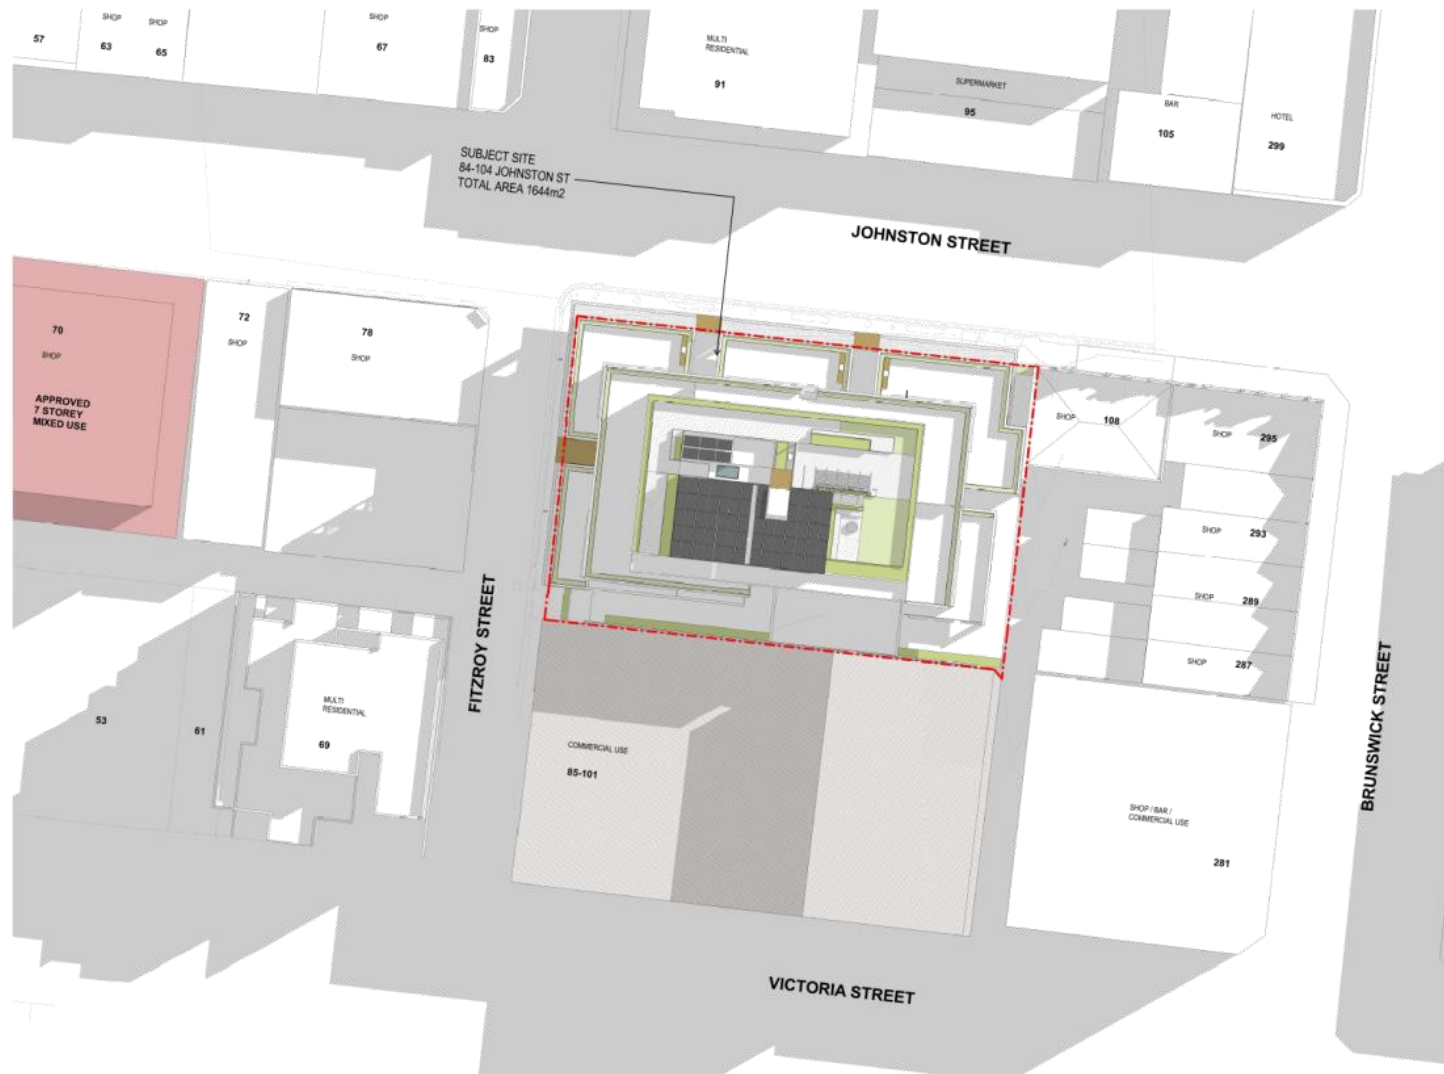 SHOP
SHOP
57
63
65
SHOP
67
SHOP
83
MULTI
RESIDENTIAL
91
SUPERMARKET
95
BAR
105
HOTEL
299
SUBJECT SITE
84-104 JOHNSTON ST
TOTAL AREA 1644m2
JOHNSTON STREET
70
SHOP
APPROVED
7 STOREY
MIXED USE
72
SHOP
78
SHOP
SHOP 108
SHOP 295
SHOP 293
SHOP 289
SHOP 287
FITZROY STREET
BRUNSWICK STREET
53
61
MULTI
RESIDENTIAL
69
COMMERCIAL USE
85-101
SHOP / BAR /
COMMERCIAL USE
281
VICTORIA STREET